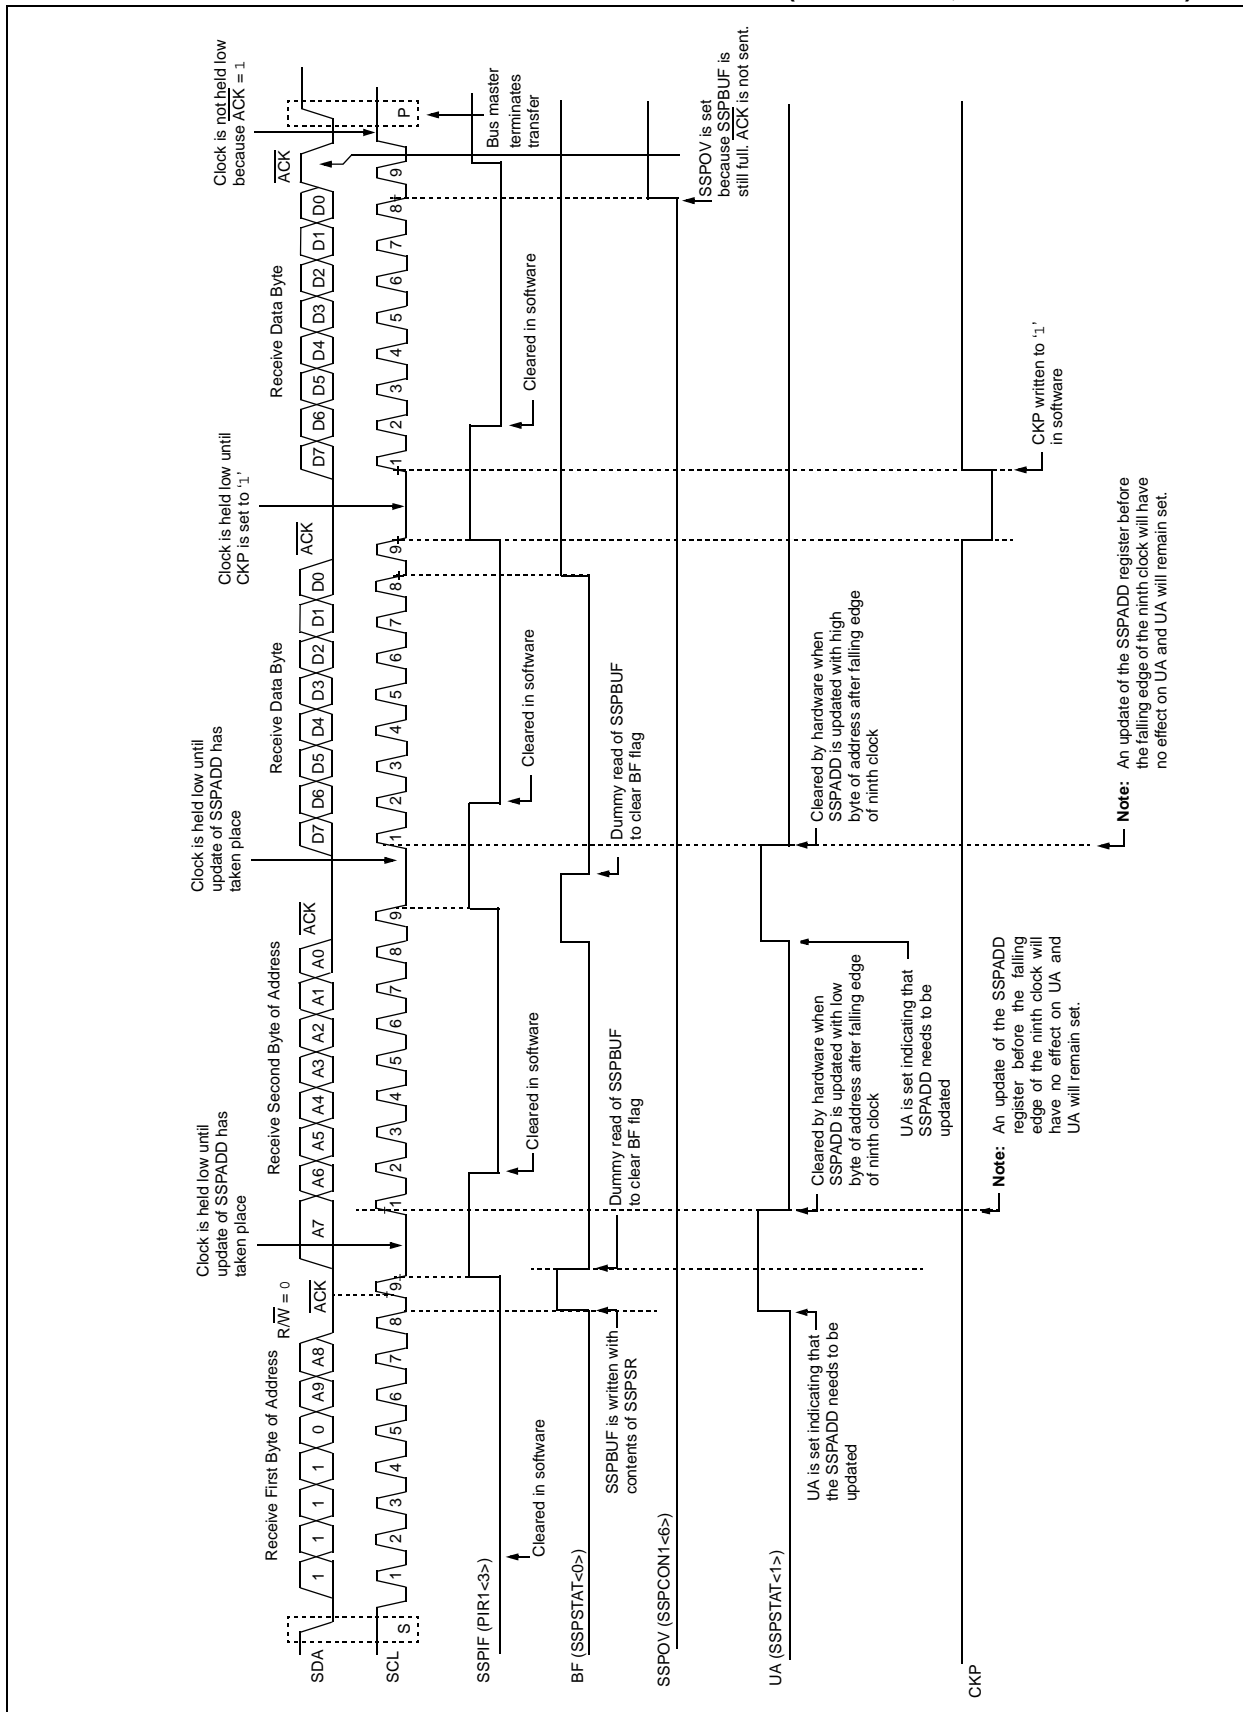 Clock is held low until
update of SSPADD has
taken place
Clock is held low until
update of SSPADD has
taken place
Clock is held low until
CKP is set to ‘1’
Clock is not held low
because ACK = 1
Receive First Byte of Address
R/W = 0
Receive Second Byte of Address
Receive Data Byte
Receive Data Byte
SDA
1 1 1 1 0 A9 A8 ACK A7 A6 A5 A4 A3 A2 A1 A0 ACK D7 D6 D5 D4 D3 D2 D1 D0 ACK D7 D6 D5 D4 D3 D2 D1 D0 ACK
SCL
S 1 2 3 4 5 6 7 8 9 1 2 3 4 5 6 7 8 9 1 2 3 4 5 6 7 8 9 1 2 3 4 5 6 7 8 9 P
Bus master
terminates
transfer
SSPIF (PIR1<3>)
Cleared in software
Cleared in software
Cleared in software
Cleared in software
BF (SSPSTAT<0>)
SSPBUF is written with
contents of SSPSR
Dummy read of SSPBUF
to clear BF flag
Dummy read of SSPBUF
to clear BF flag
SSPOV (SSPCON1<6>)
SSPOV is set
because SSPBUF is
still full. ACK is not sent.
UA (SSPSTAT<1>)
UA is set indicating that
the SSPADD needs to be
updated
Cleared by hardware when
SSPADD is updated with low
byte of address after falling edge
of ninth clock
UA is set indicating that
SSPADD needs to be
updated
Cleared by hardware when
SSPADD is updated with high
byte of address after falling edge
of ninth clock
CKP
CKP written to ‘1’
in software
Note: An update of the SSPADD
register before the falling
edge of the ninth clock will
have no effect on UA and
UA will remain set.
Note: An update of the SSPADD register before
the falling edge of the ninth clock will have
no effect on UA and UA will remain set.